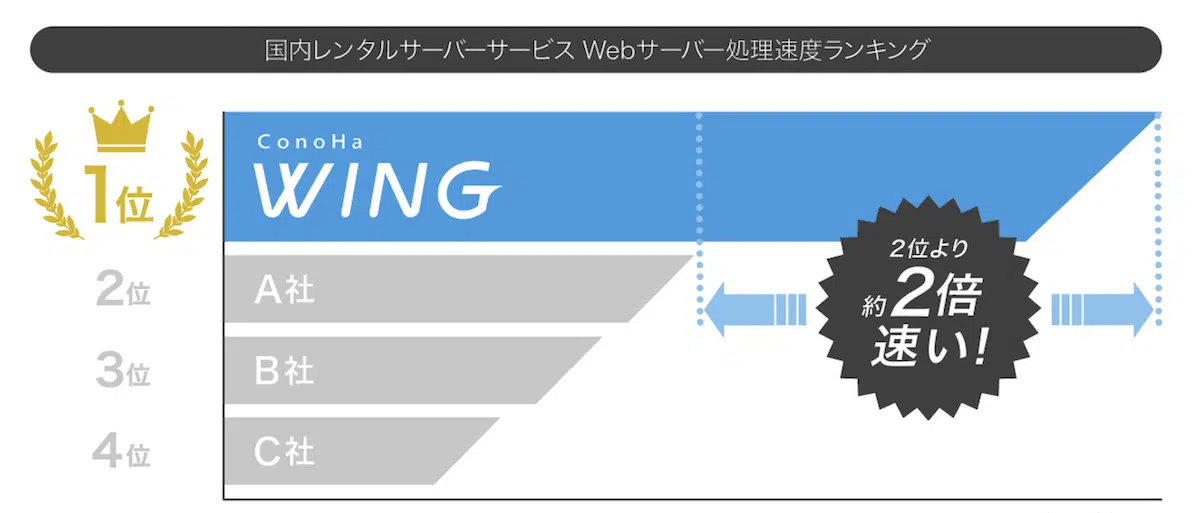 国内レンタルサーバーサービス Webサーバー処理速度ランキング
1位
ConoHa
WING
2位
A社
3位
B社
4位
C社
2位より
約2倍
速い!